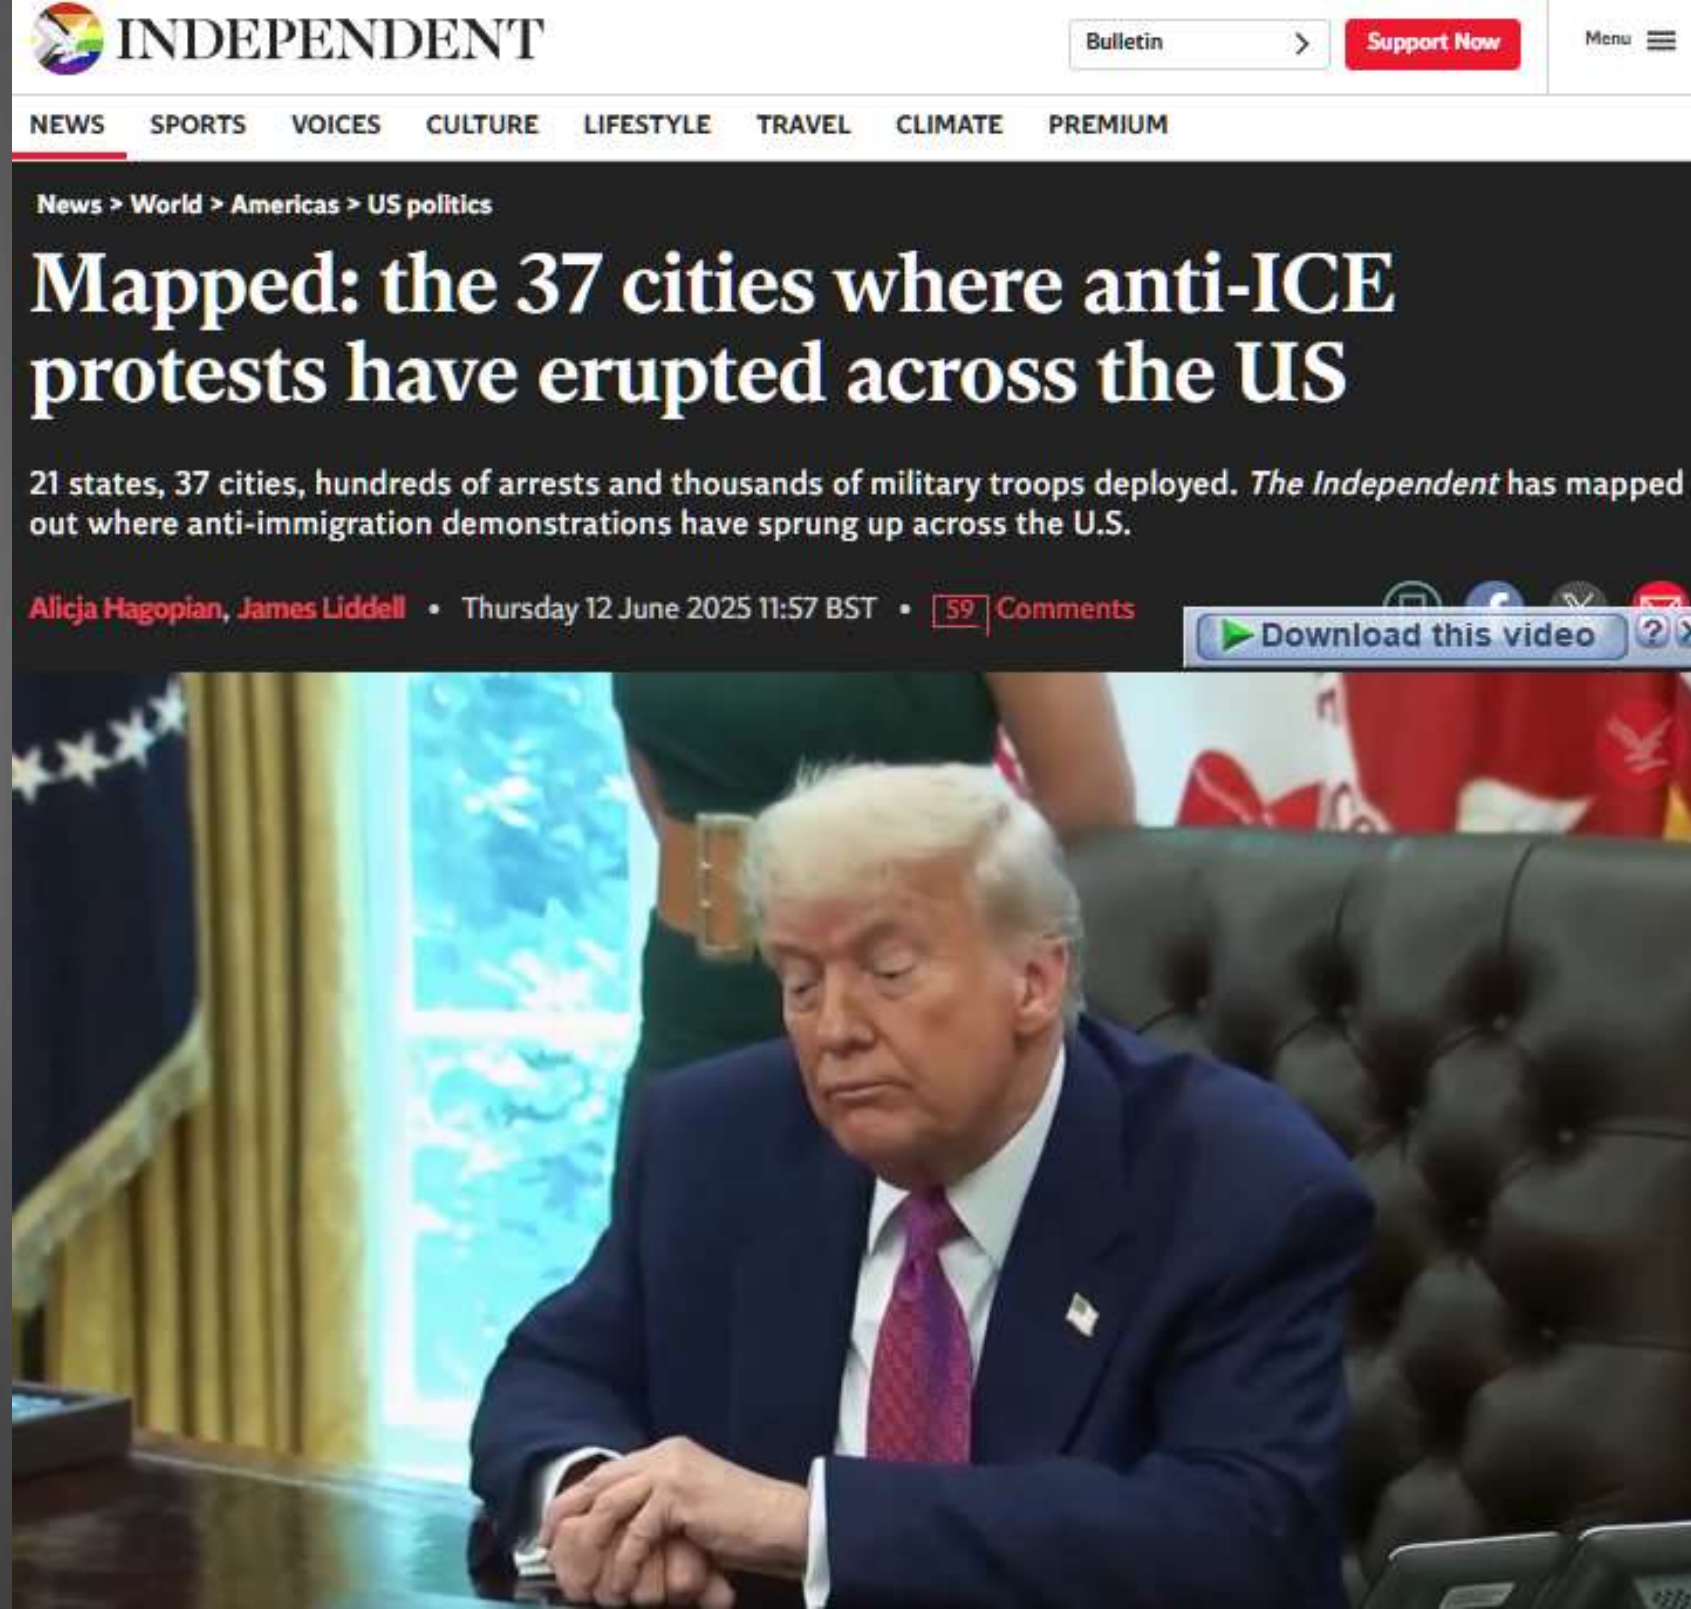 INDEPENDENT
Bulletin
Support Now
Menu
NEWS SPORTS VOICES CULTURE LIFESTYLE TRAVEL CLIMATE PREMIUM
News > World > Americas > US politics
Mapped: the 37 cities where anti-ICE
protests have erupted across the US
21 states, 37 cities, hundreds of arrests and thousands of military troops deployed. The Independent has mapped
out where anti-immigration demonstrations have sprung up across the U.S.
Alicja Hagopian, James Liddell • Thursday 12 June 2025 11:57 BST • 59 Comments
Download this video ?